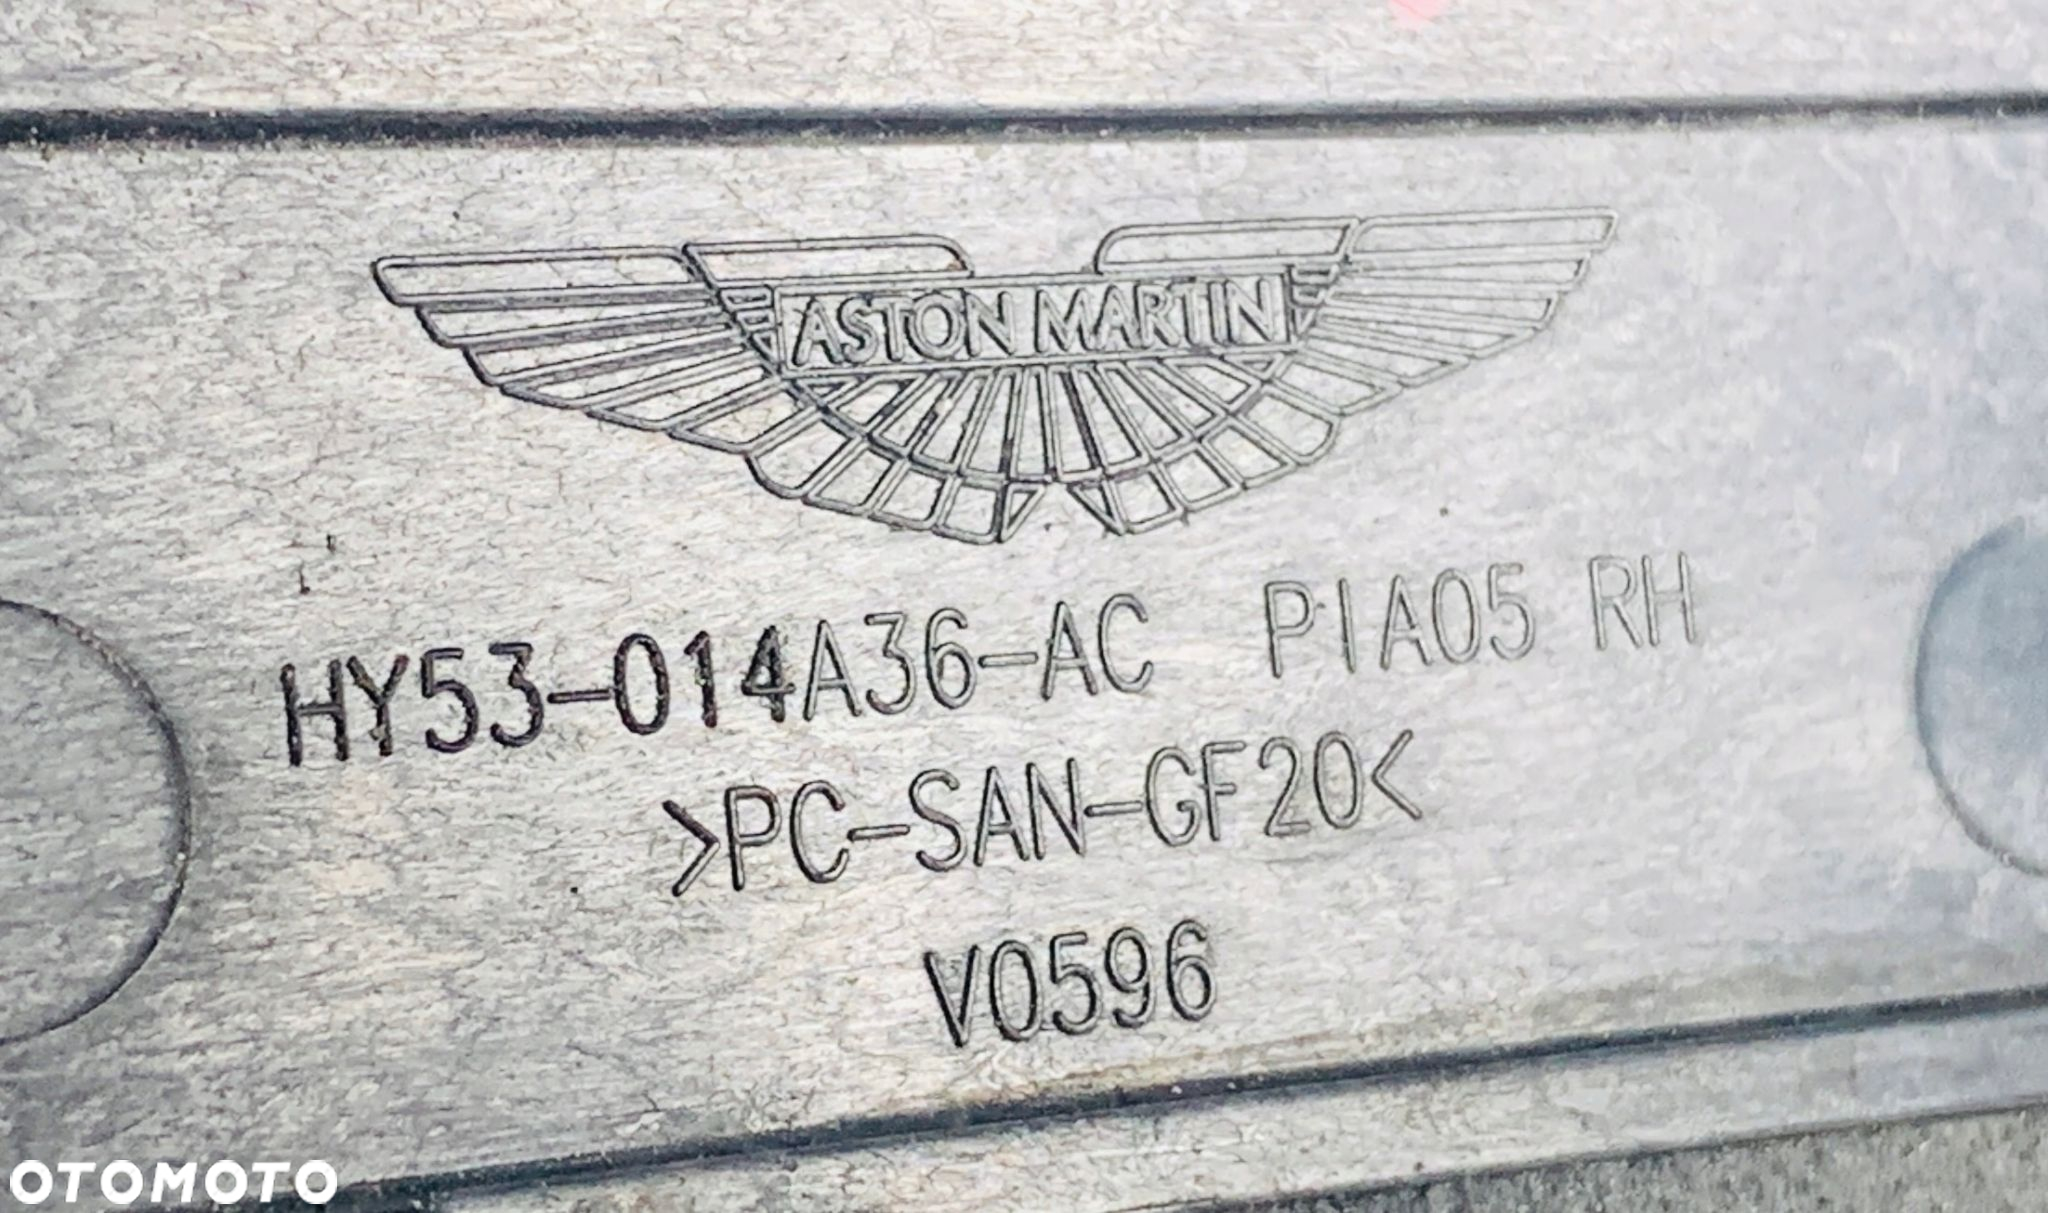 ASTON MARTIN
HY53-014A36-AC PIA05 RH
>PC-SAN-GF20<
V0596
OTOMOTO